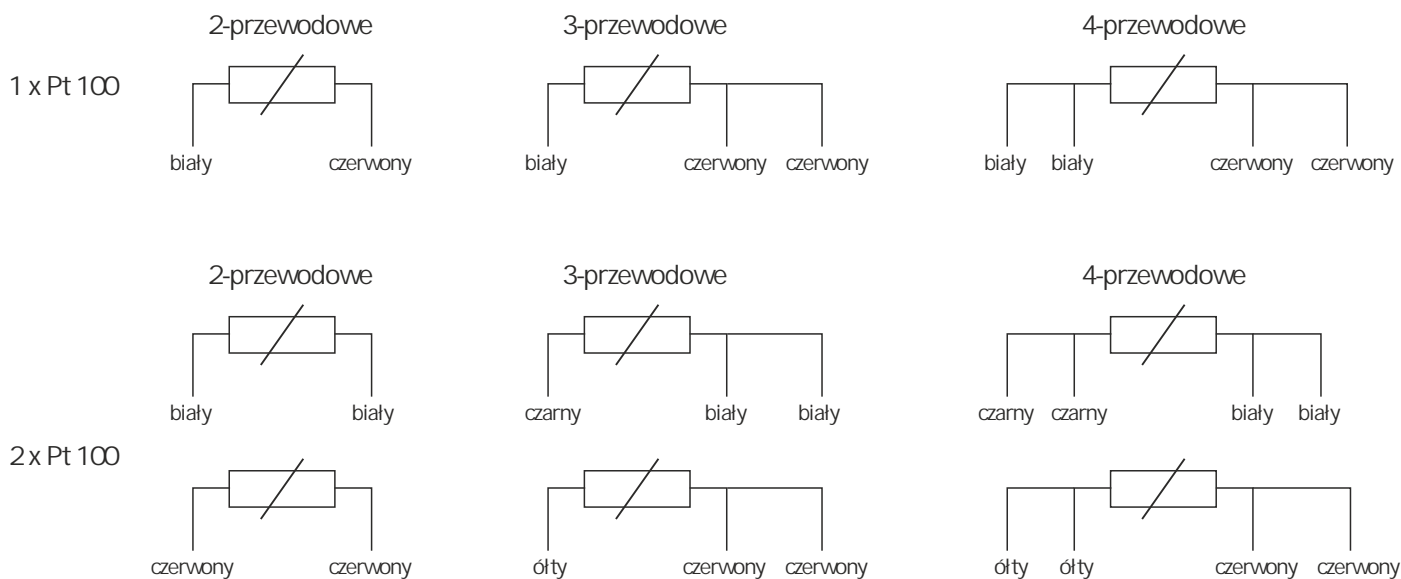 2-przewodowe 3-przewodowe 4-przewodowe
1 x Pt 100
biały czerwony biały czerwony czerwony biały biały czerwony czerwony
2-przewodowe 3-przewodowe 4-przewodowe
biały biały czarny biały biały czarny czarny biały biały
2 x Pt 100
czerwony czerwony ółty czerwony czerwony ółty ółty czerwony czerwony